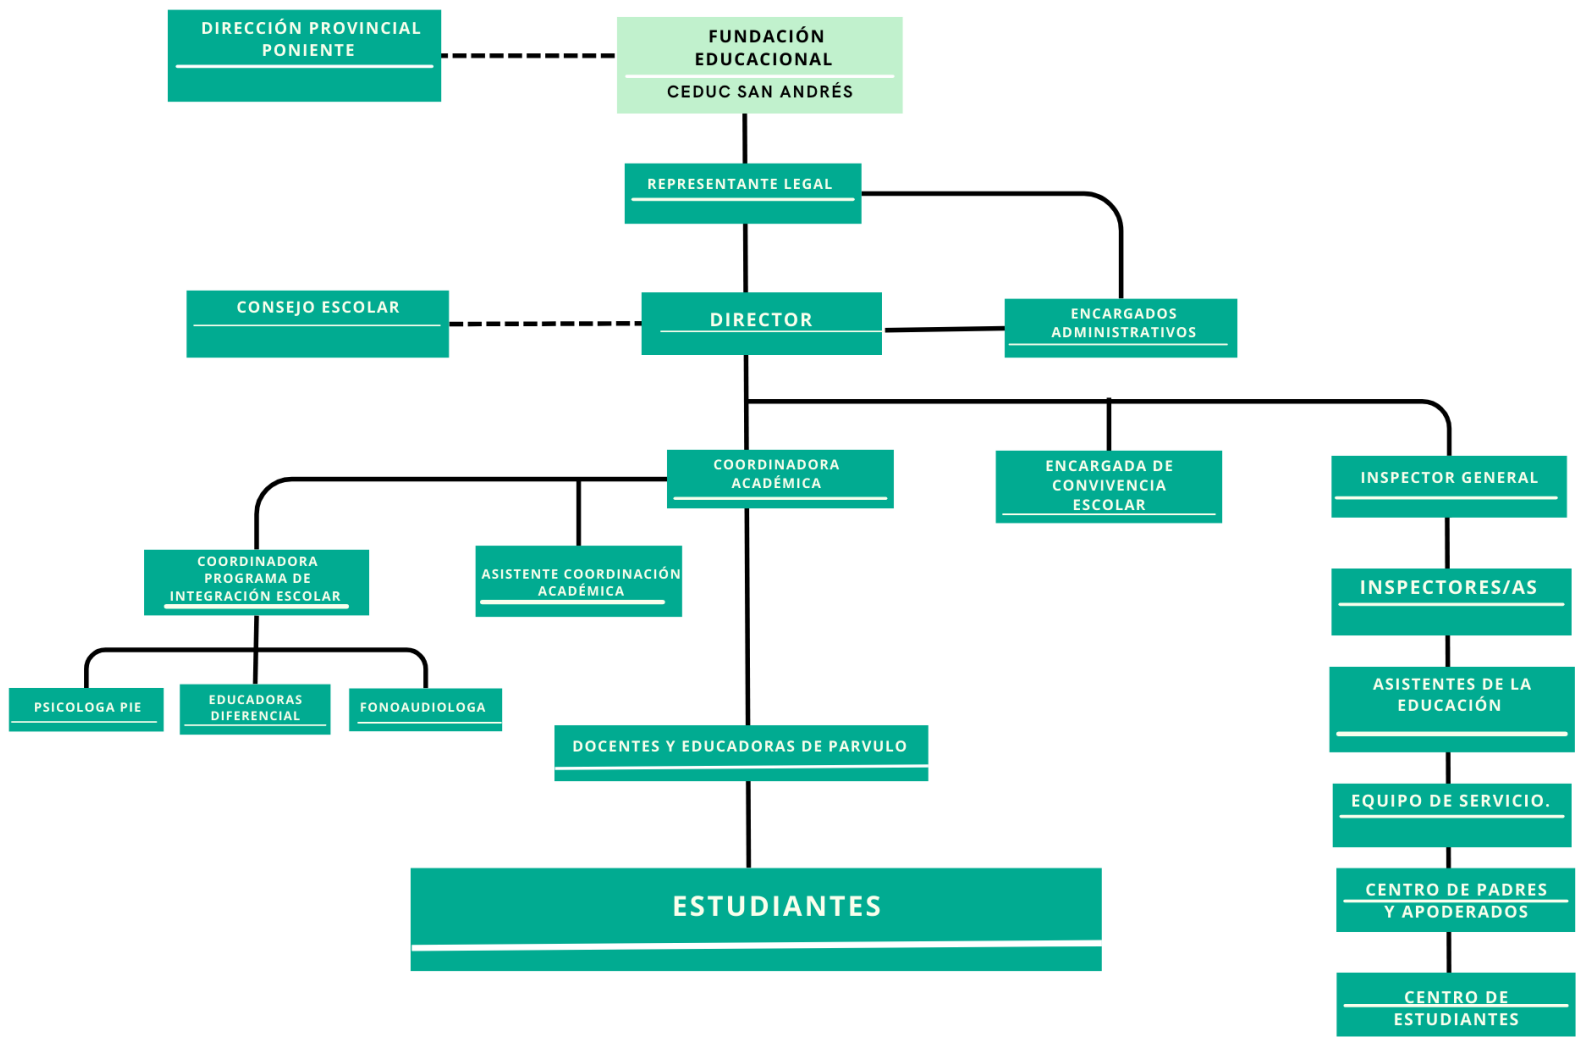 DIRECCIÓN PROVINCIAL
PONIENTE
FUNDACIÓN
EDUCACIONAL
CEDUC SAN ANDRÉS
REPRESENTANTE LEGAL
CONSEJO ESCOLAR
DIRECTOR
ENCARGADOS
ADMINISTRATIVOS
COORDINADORA
ACADÉMICA
ENCARGADA DE
CONVIVENCIA
ESCOLAR
INSPECTOR GENERAL
COORDINADORA
PROGRAMA DE
INTEGRACIÓN ESCOLAR
ASISTENTE COORDINACIÓN
ACADÉMICA
INSPECTORES/AS
PSICOLOGA PIE
EDUCADORAS
DIFERENCIAL
FONOAUDIOLOGA
ASISTENTES DE LA
EDUCACIÓN
DOCENTES Y EDUCADORAS DE PARVULO
EQUIPO DE SERVICIO.
ESTUDIANTES
CENTRO DE PADRES
Y APODERADOS
CENTRO DE
ESTUDIANTES